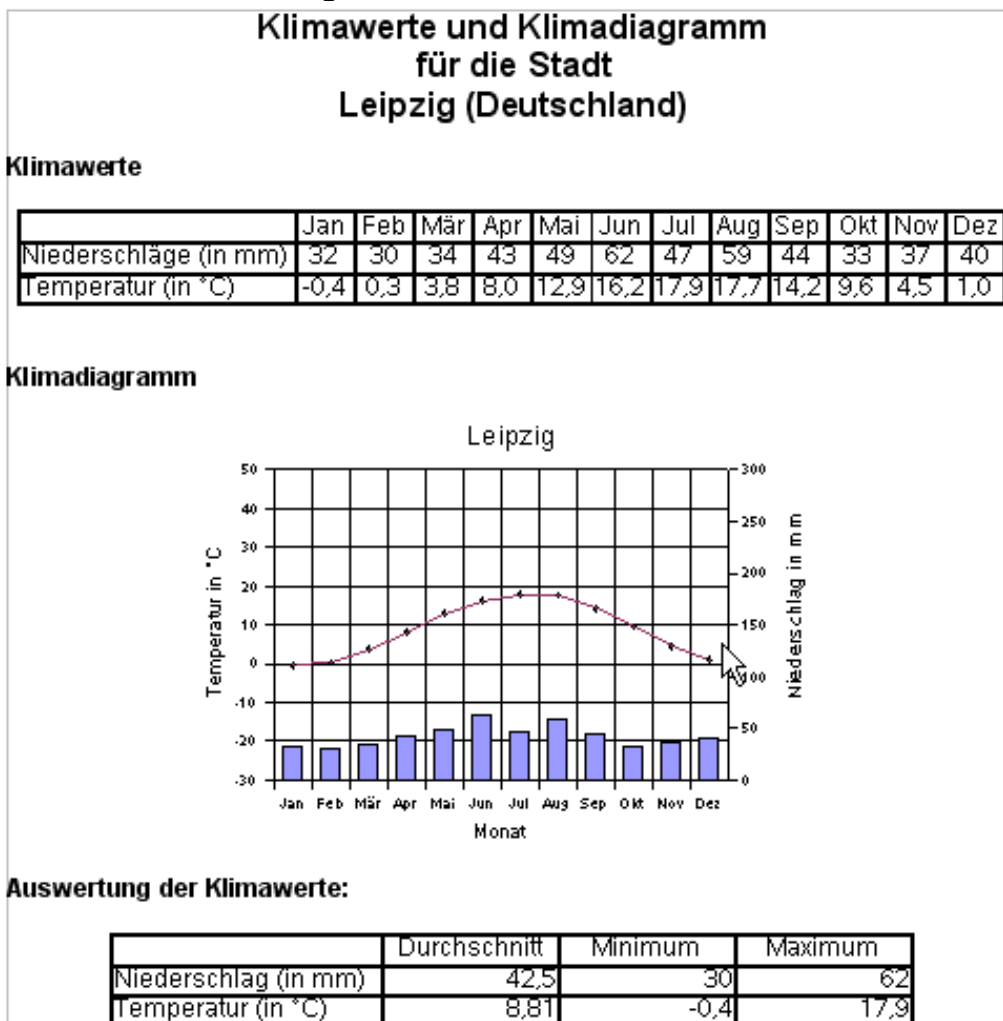 Klimawerte und Klimadiagramm
für die Stadt
Leipzig (Deutschland)
Klimawerte
Jan Feb Mär Apr Mai Jun Jul Aug Sep Okt Nov Dez
Niederschläge (in mm) 32 30 34 43 49 62 47 59 44 33 37 40
Temperatur (in °C) -0,4 0,3 3,8 8,0 12,9 16,2 17,9 17,7 14,2 9,6 4,5 1,0
Klimadiagramm
Leipzig
50 300
40
250
30
200
20
10 150
0
100
-10
50
-20
-30 0
Temperatur in °C
Niederschlag in mm
Jan Feb Mär Apr Mai Jun Jul Aug Sep Okt Nov Dez
Monat
Auswertung der Klimawerte:
Durchschnitt Minimum Maximum
Niederschlag (in mm) 42,5 30 62
Temperatur (in °C) 8,81 -0,4 17,9